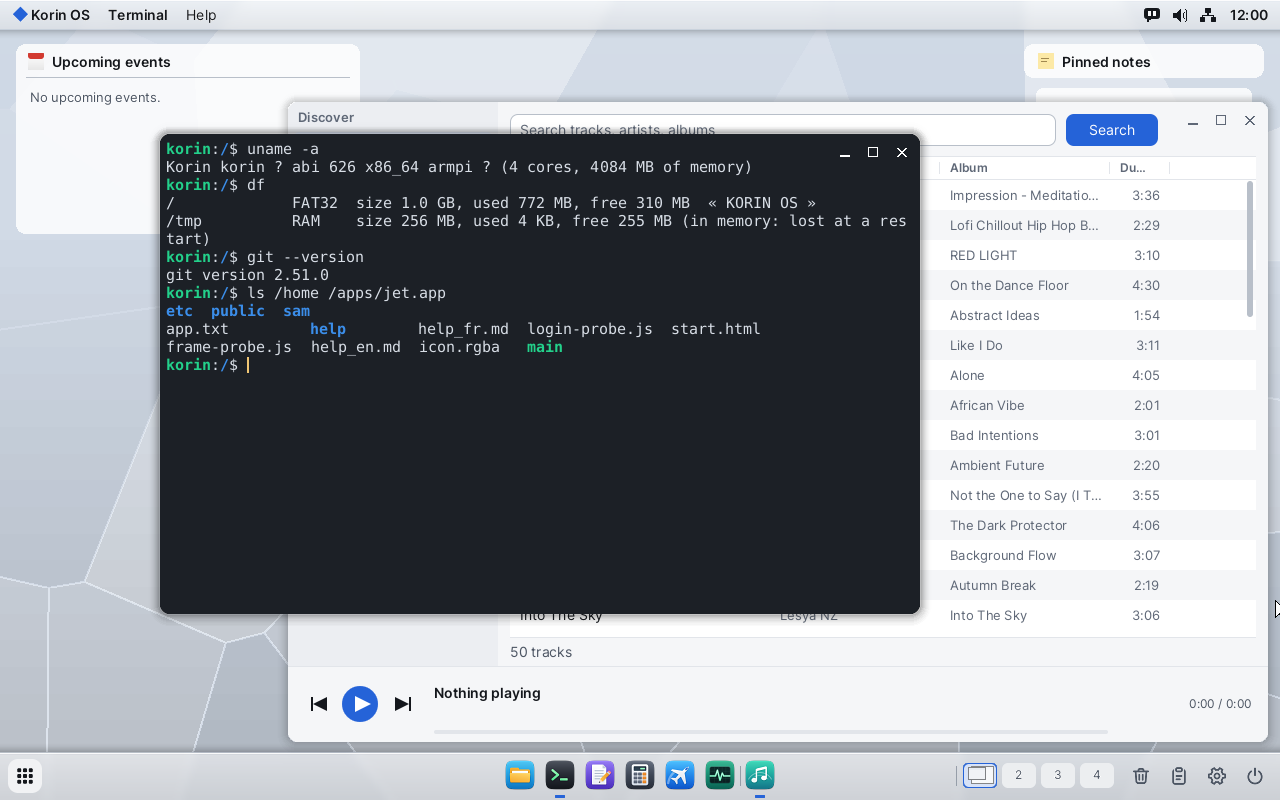 Korin OS Terminal Help 12:00
Upcoming events
No upcoming events.
Pinned notes
Discover
Search tracks, artists, albums
Search
korin:/$ uname -a
Korin korin ? abi 626 x86_64 armpi ? (4 cores, 4084 MB of memory)
korin:/$ df
/ FAT32 size 1.0 GB, used 772 MB, free 310 MB « KORIN OS »
/tmp RAM size 256 MB, used 4 KB, free 255 MB (in memory: lost at a res
tart)
korin:/$ git --version
git version 2.51.0
korin:/$ ls /home /apps/jet.app
etc public sam
app.txt help help_fr.md login-probe.js start.html
frame-probe.js help_en.md icon.rgba main
korin:/$
Album Du...
Impression - Meditatio... 3:36
Lofi Chillout Hip Hop B... 2:29
RED LIGHT 3:10
On the Dance Floor 4:30
Abstract Ideas 1:54
Like I Do 3:11
Alone 4:05
African Vibe 2:01
Bad Intentions 3:01
Ambient Future 2:20
Not the One to Say (I T... 3:55
The Dark Protector 4:06
Background Flow 3:07
Autumn Break 2:19
Into The Sky Lesya NZ Into The Sky 3:06
50 tracks
Nothing playing
0:00 / 0:00
2 3 4